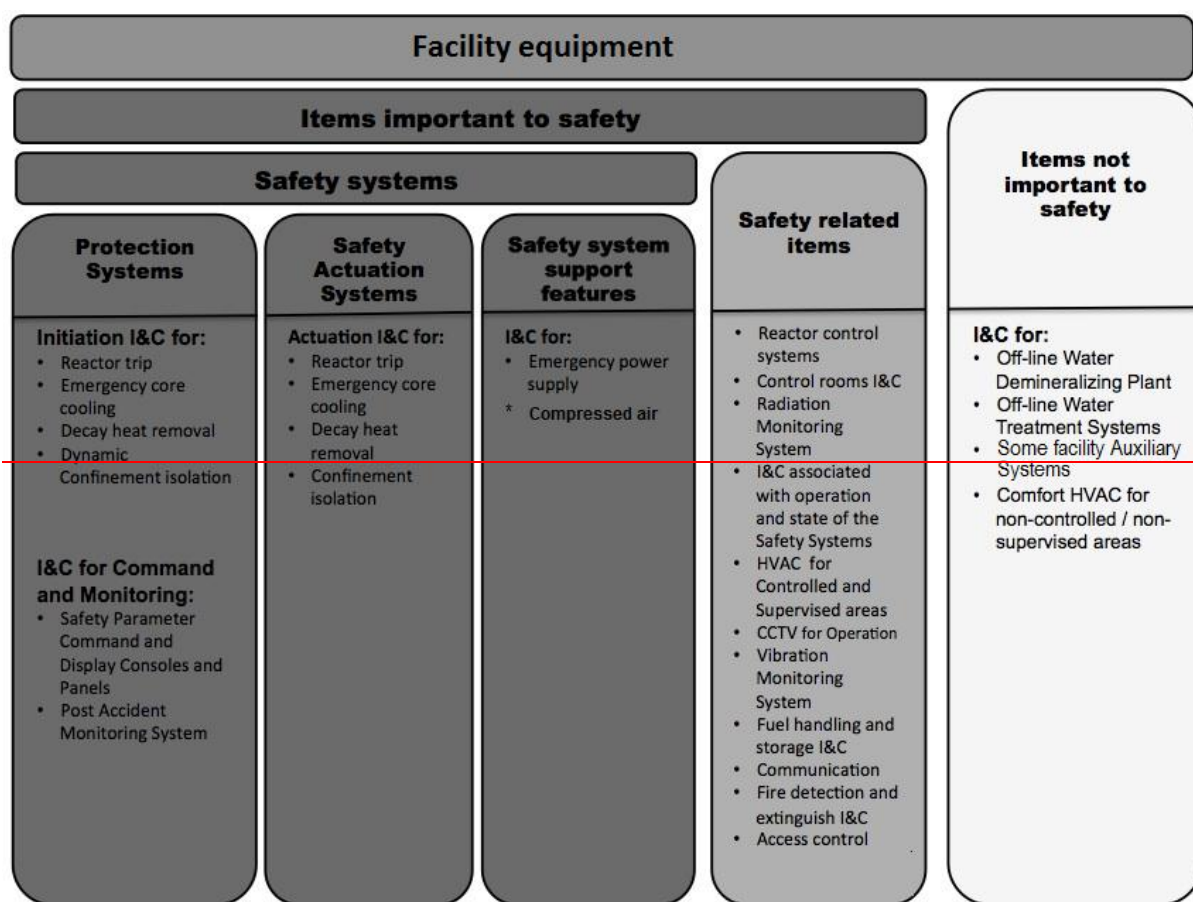 Facility equipment
Items important to safety
Safety systems
Protection
Systems
Initiation I&C for:
• Reactor trip
• Emergency core
cooling
• Decay heat removal
• Dynamic
Confinement isolation
I&C for Command
and Monitoring:
• Safety Parameter
Command and
Display Consoles and
Panels
• Post Accident
Monitoring System
Safety
Actuation
Systems
Actuation I&C for:
• Reactor trip
• Emergency core
cooling
• Decay heat
removal
• Confinement
isolation
Safety system
support
features
I&C for:
• Emergency power
supply
* Compressed air
Safety related
items
• Reactor control
systems
• Control rooms I&C
• Radiation
Monitoring
System
• I&C associated
with operation
and state of the
Safety Systems
• HVAC for
Controlled and
Supervised areas
• CCTV for Operation
• Vibration
Monitoring
System
• Fuel handling and
storage I&C
• Communication
• Fire detection and
extinguish I&C
• Access control
Items not
important to
safety
I&C for:
• Off-line Water
Demineralizing Plant
• Off-line Water
Treatment Systems
• Some facility Auxiliary
Systems
• Comfort HVAC for
non-controlled / non-
supervised areas